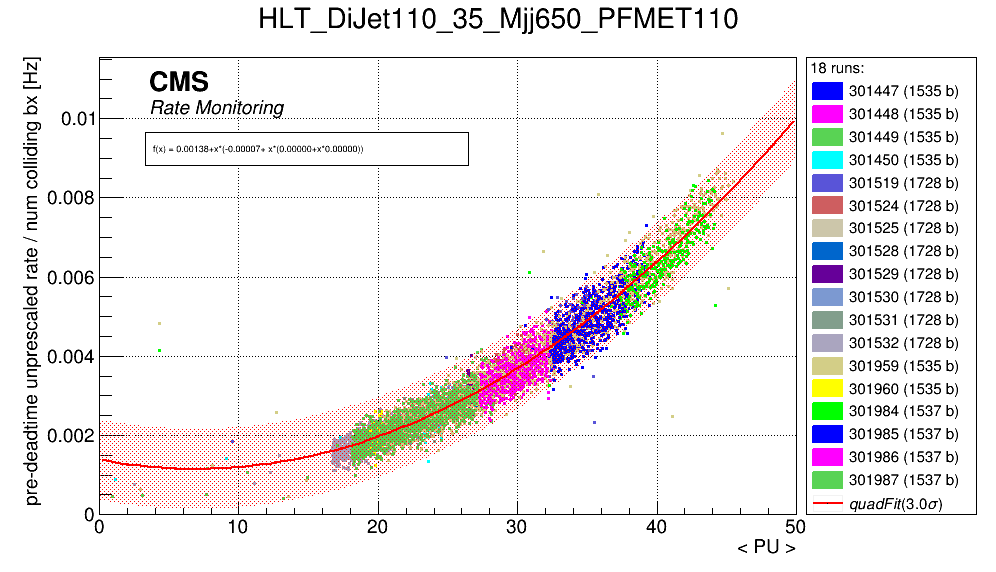 HLT_DiJet110_35_Mjj650_PFMET110
pre-deadtime unprescaled rate / num colliding bx [Hz]
CMS
Rate Monitoring
f(x) = 0.00138+x*(-0.00007+ x*(0.00000+x*0.00000))
0.01
0.008
0.006
0.004
0.002
0
0 10 20 30 40 50
< PU >
18 runs:
301447 (1535 b)
301448 (1535 b)
301449 (1535 b)
301450 (1535 b)
301519 (1728 b)
301524 (1728 b)
301525 (1728 b)
301528 (1728 b)
301529 (1728 b)
301530 (1728 b)
301531 (1728 b)
301532 (1728 b)
301959 (1535 b)
301960 (1535 b)
301984 (1537 b)
301985 (1537 b)
301986 (1537 b)
301987 (1537 b)
quadFit(3.0σ)